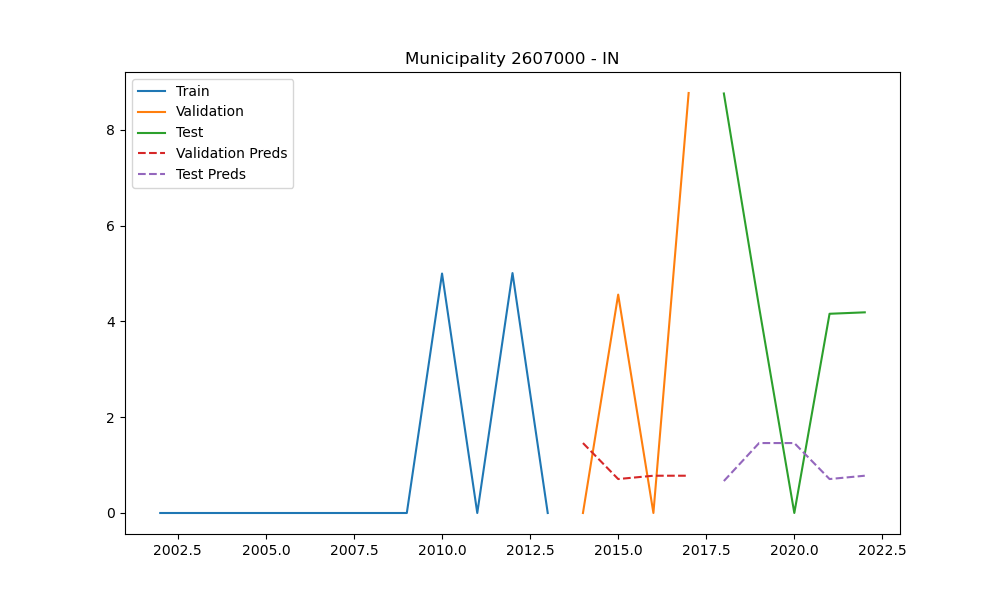 Municipality 2607000 - IN
Train
Validation
Test
Validation Preds
Test Preds
8
6
4
2
0
2002.5 2005.0 2007.5 2010.0 2012.5 2015.0 2017.5 2020.0 2022.5